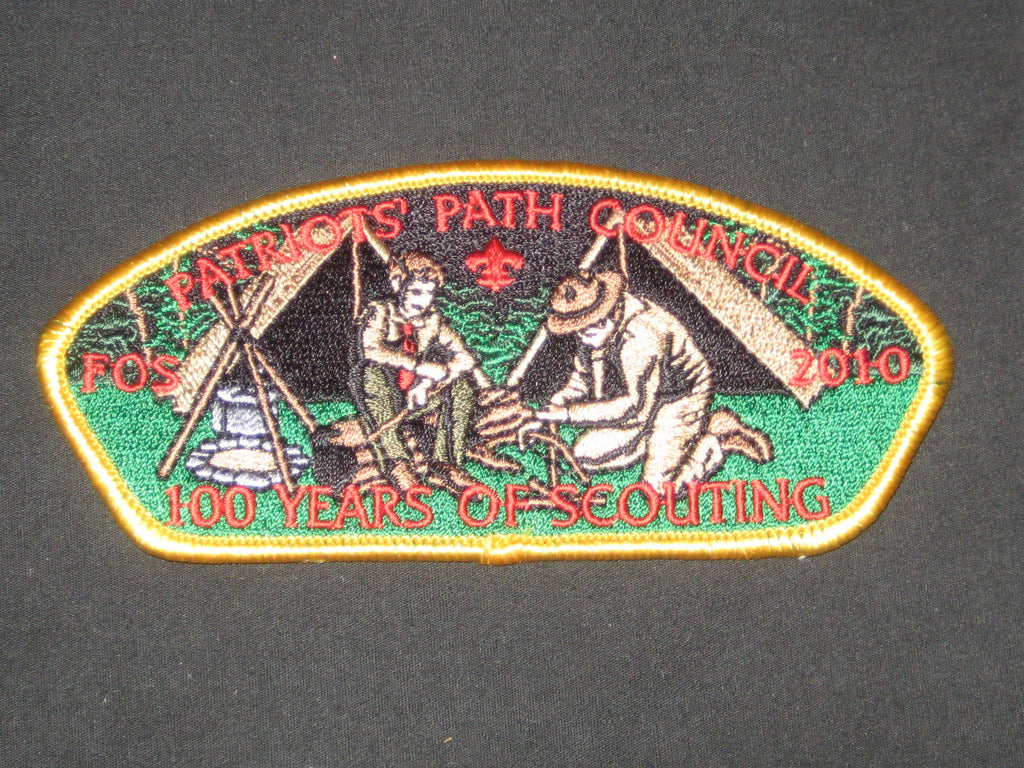 PATRIOTS' PATH COUNCIL
FOS 2010
100 YEARS OF SCOUTING